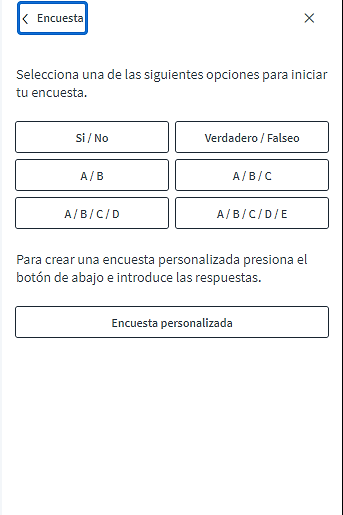 Encuesta
Selecciona una de las siguientes opciones para iniciar
tu encuesta.
Si / No
Verdadero / Falseo
A / B
A / B / C
A / B / C / D
A / B / C / D / E
Para crear una encuesta personalizada presiona el
botón de abajo e introduce las respuestas.
Encuesta personalizada